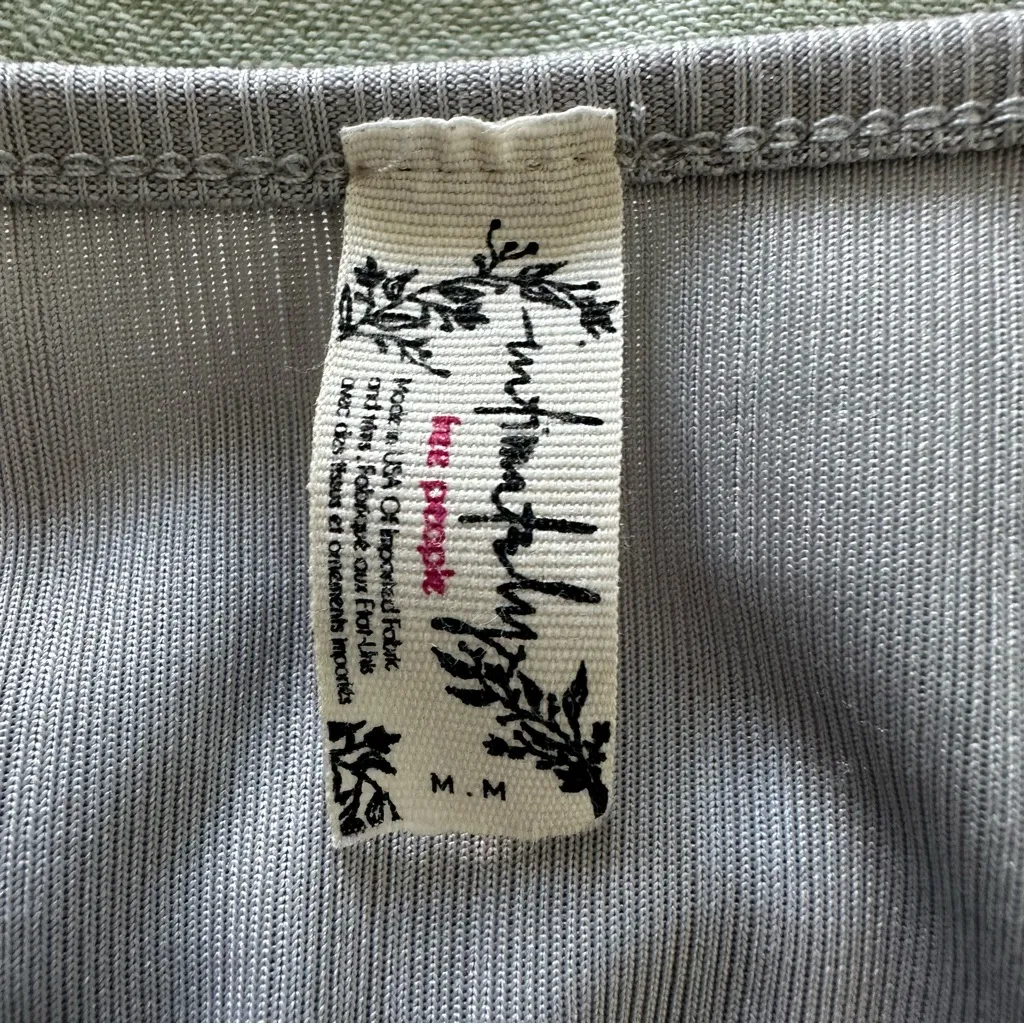 intimately
free people
Made in USA Of Imported Fabric
and trims. Fabriqué aux État-Unis
avec des tissus et ornements importés
M.M